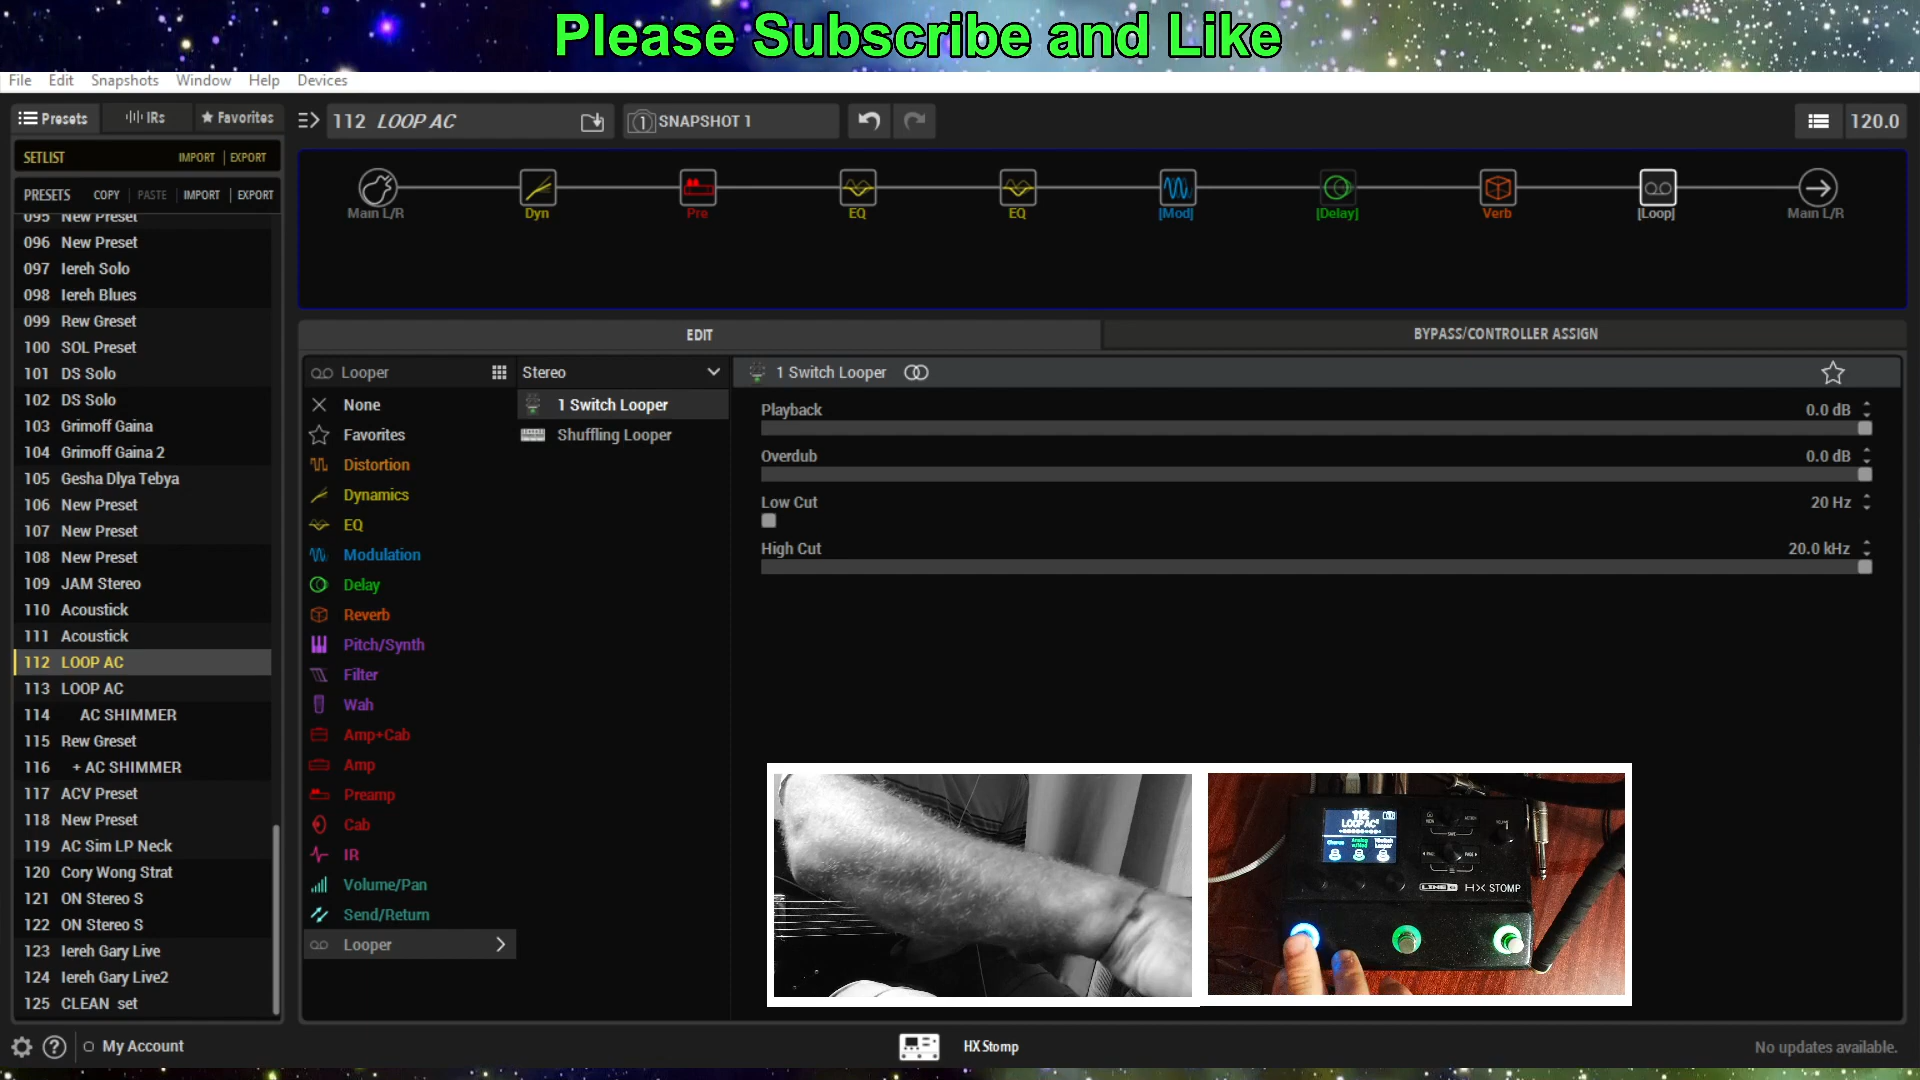 Please Subscribe and Like
File Edit Snapshots Window Help Devices
Presets IRs Favorites
112 LOOP AC
1 SNAPSHOT 1
120.0
SETLIST IMPORT | EXPORT
PRESETS COPY | PASTE | IMPORT | EXPORT
095 New Preset
096 New Preset
097 Iereh Solo
098 Iereh Blues
099 Rew Greset
100 SOL Preset
101 DS Solo
102 DS Solo
103 Grimoff Gaina
104 Grimoff Gaina 2
105 Gesha Dlya Tebya
106 New Preset
107 New Preset
108 New Preset
109 JAM Stereo
110 Acoustick
111 Acoustick
112 LOOP AC
113 LOOP AC
114 AC SHIMMER
115 Rew Greset
116 + AC SHIMMER
117 ACV Preset
118 New Preset
119 AC Sim LP Neck
120 Cory Wong Strat
121 ON Stereo S
122 ON Stereo S
123 Iereh Gary Live
124 Iereh Gary Live2
125 CLEAN set
Main L/R Dyn Pre EQ EQ [Mod] [Delay] Verb [Loop] Main L/R
EDIT
BYPASS/CONTROLLER ASSIGN
Looper
None
Favorites
Distortion
Dynamics
EQ
Modulation
Delay
Reverb
Pitch/Synth
Filter
Wah
Amp+Cab
Amp
Preamp
Cab
IR
Volume/Pan
Send/Return
Looper
Stereo
1 Switch Looper
Shuffling Looper
1 Switch Looper
Playback 0.0 dB
Overdub 0.0 dB
Low Cut 20 Hz
High Cut 20.0 kHz
112
LOOP AC
Chorus
LINE 6 HX STOMP
My Account
HX Stomp
No updates available.